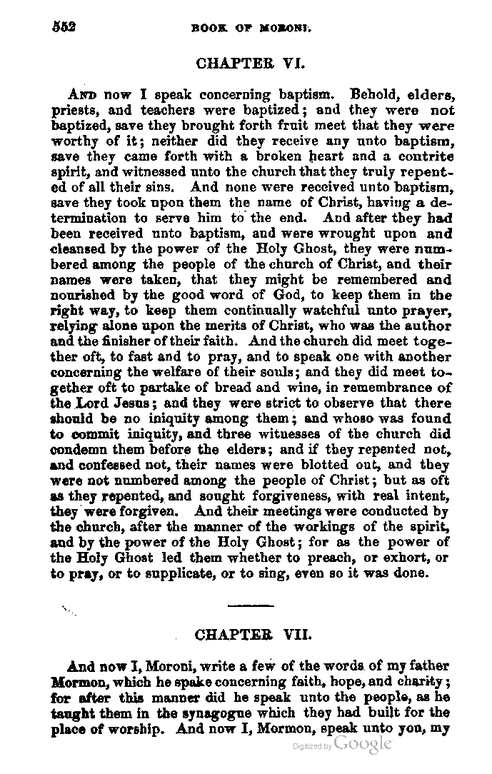 552 BOOK OF MORONI.
CHAPTER VI.
AND now I speak concerning baptism. Behold, elders,
priests, and teachers were baptized; and they were not
baptized, save they brought forth fruit meet that they were
worthy of it; neither did they receive any unto baptism,
save they came forth with a broken heart and a contrite
spirit, and witnessed unto the church that they truly repent-
ed of all their sins. And none were received unto baptism,
save they took upon them the name of Christ, having a de-
termination to serve him to the end. And after they had
been received unto baptism, and were wrought upon and
cleansed by the power of the Holy Ghost, they were num-
bered among the people of the church of Christ, and their
names were taken, that they might be remembered and
nourished by the good word of God, to keep them in the
right way, to keep them continually watchful unto prayer,
relying alone upon the merits of Christ, who was the author
and the finisher of their faith. And the church did meet toge-
ther oft, to fast and to pray, and to speak one with another
concerning the welfare of their souls; and they did meet to-
gether oft to partake of bread and wine, in remembrance of
the Lord Jesus; and they were strict to observe that there
should be no iniquity among them; and whoso was found
to commit iniquity, and three witnesses of the church did
condemn them before the elders; and if they repented not,
and confessed not, their names were blotted out, and they
were not numbered among the people of Christ; but as oft
as they repented, and sought forgiveness, with real intent,
they were forgiven. And their meetings were conducted by
the church, after the manner of the workings of the spirit,
and by the power of the Holy Ghost; for as the power of
the Holy Ghost led them whether to preach, or exhort, or
to pray, or to supplicate, or to sing, even so it was done.
CHAPTER VII.
And now I, Moroni, write a few of the words of my father
Mormon, which he spake concerning faith, hope, and charity;
for after this manner did he speak unto the people, as he
taught them in the synagogue which they had built for the
place of worship. And now I, Mormon, speak unto you, my
Digitized by Google